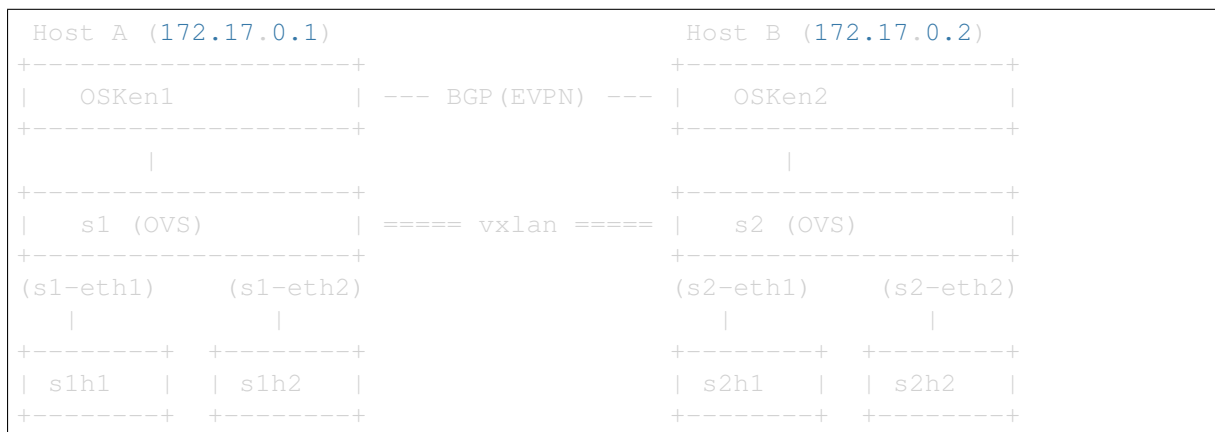 Host A (172.17.0.1)                      Host B (172.17.0.2)
+--------------------+                   +--------------------+
|   OSKen1           | --- BGP(EVPN) --- |   OSKen2           |
+--------------------+                   +--------------------+
        |                                       |
+--------------------+                   +--------------------+
|   s1 (OVS)         | ===== vxlan ===== |   s2 (OVS)         |
+--------------------+                   +--------------------+
(s1-eth1)    (s1-eth2)                   (s2-eth1)    (s2-eth2)
   |            |                           |            |
+--------+  +--------+                   +--------+  +--------+
| s1h1   |  | s1h2   |                   | s2h1   |  | s2h2   |
+--------+  +--------+                   +--------+  +--------+